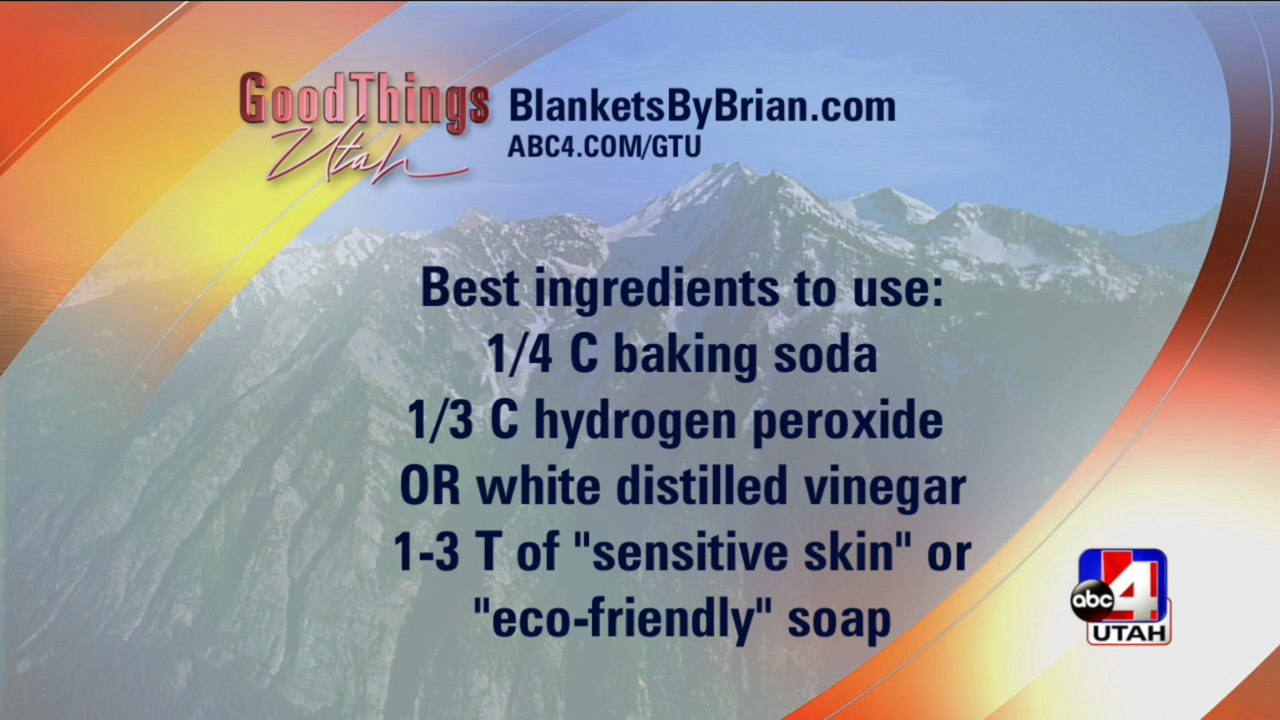 GoodThings
Utah
BlanketsByBrian.com
ABC4.COM/GTU
Best ingredients to use:
1/4 C baking soda
1/3 C hydrogen peroxide
OR white distilled vinegar
1-3 T of "sensitive skin" or
"eco-friendly" soap
abc 4
UTAH